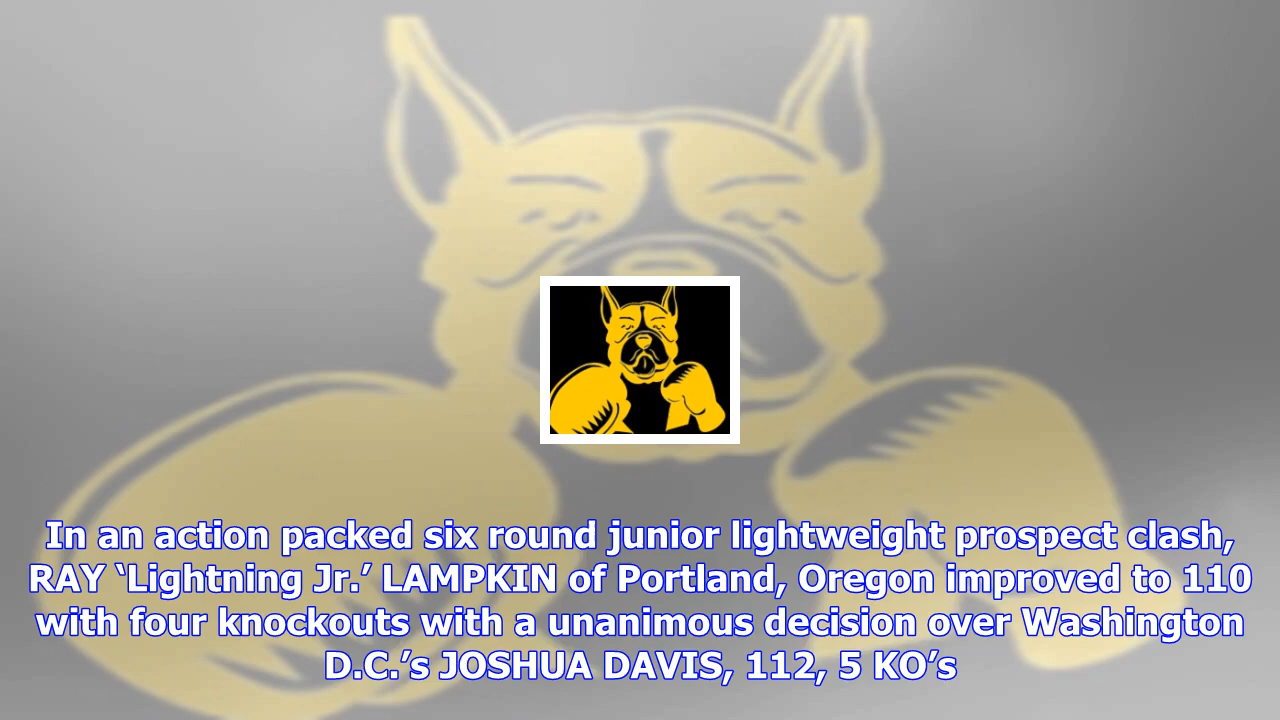 In an action packed six round junior lightweight prospect clash,
RAY ‘Lightning Jr.’ LAMPKIN of Portland, Oregon improved to 110
with four knockouts with a unanimous decision over Washington
D.C.’s JOSHUA DAVIS, 112, 5 KO’s